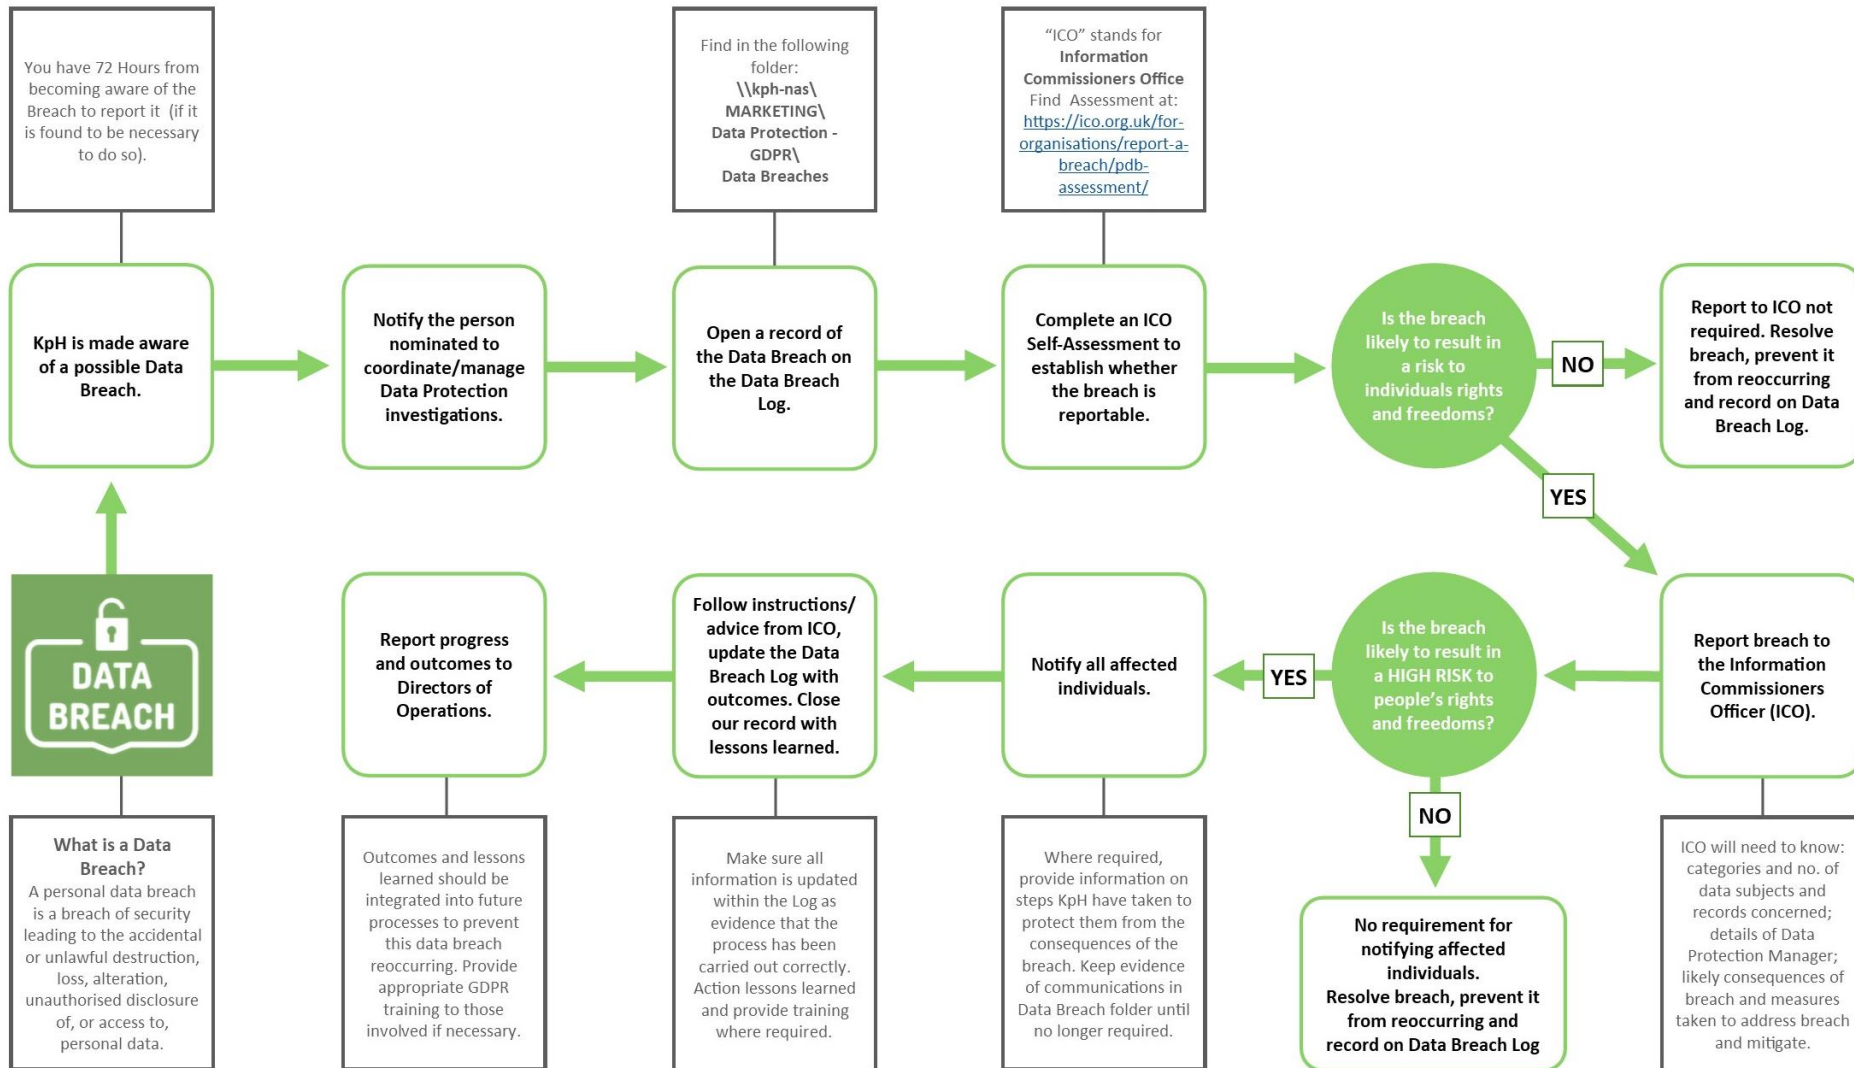 You have 72 Hours from
becoming aware of the
Breach to report it (if it
is found to be necessary
to do so).
Find in the following
folder:
\\kph-nas\
MARKETING\
Data Protection -
GDPR\
Data Breaches
“ICO” stands for
Information
Commissioners Office
Find Assessment at:
https://ico.org.uk/for-
organisations/report-a-
breach/pdb-
assessment/
KpH is made aware
of a possible Data
Breach.
Notify the person
nominated to
coordinate/manage
Data Protection
investigations.
Open a record of
the Data Breach on
the Data Breach
Log.
Complete an ICO
Self-Assessment to
establish whether
the breach is
reportable.
Is the breach
likely to result in
a risk to
individuals rights
and freedoms?
NO
Report to ICO not
required. Resolve
breach, prevent it
from reoccurring
and record on Data
Breach Log.
YES
Report breach to
the Information
Commissioners
Officer (ICO).
Is the breach
likely to result in
a HIGH RISK to
people’s rights
and freedoms?
YES
Notify all affected
individuals.
Follow instructions/
advice from ICO,
update the Data
Breach Log with
outcomes. Close
our record with
lessons learned.
Report progress
and outcomes to
Directors of
Operations.
DATA
BREACH
NO
What is a Data
Breach?
A personal data breach
is a breach of security
leading to the accidental
or unlawful destruction,
loss, alteration,
unauthorised disclosure
of, or access to,
personal data.
Outcomes and lessons
learned should be
integrated into future
processes to prevent
this data breach
reoccurring. Provide
appropriate GDPR
training to those
involved if necessary.
Make sure all
information is updated
within the Log as
evidence that the
process has been
carried out correctly.
Action lessons learned
and provide training
where required.
Where required,
provide information on
steps KpH have taken to
protect them from the
consequences of the
breach. Keep evidence
of communications in
Data Breach folder until
no longer required.
No requirement for
notifying affected
individuals.
Resolve breach, prevent it
from reoccurring and
record on Data Breach Log
ICO will need to know:
categories and no. of
data subjects and
records concerned;
details of Data
Protection Manager;
likely consequences of
breach and measures
taken to address breach
and mitigate.